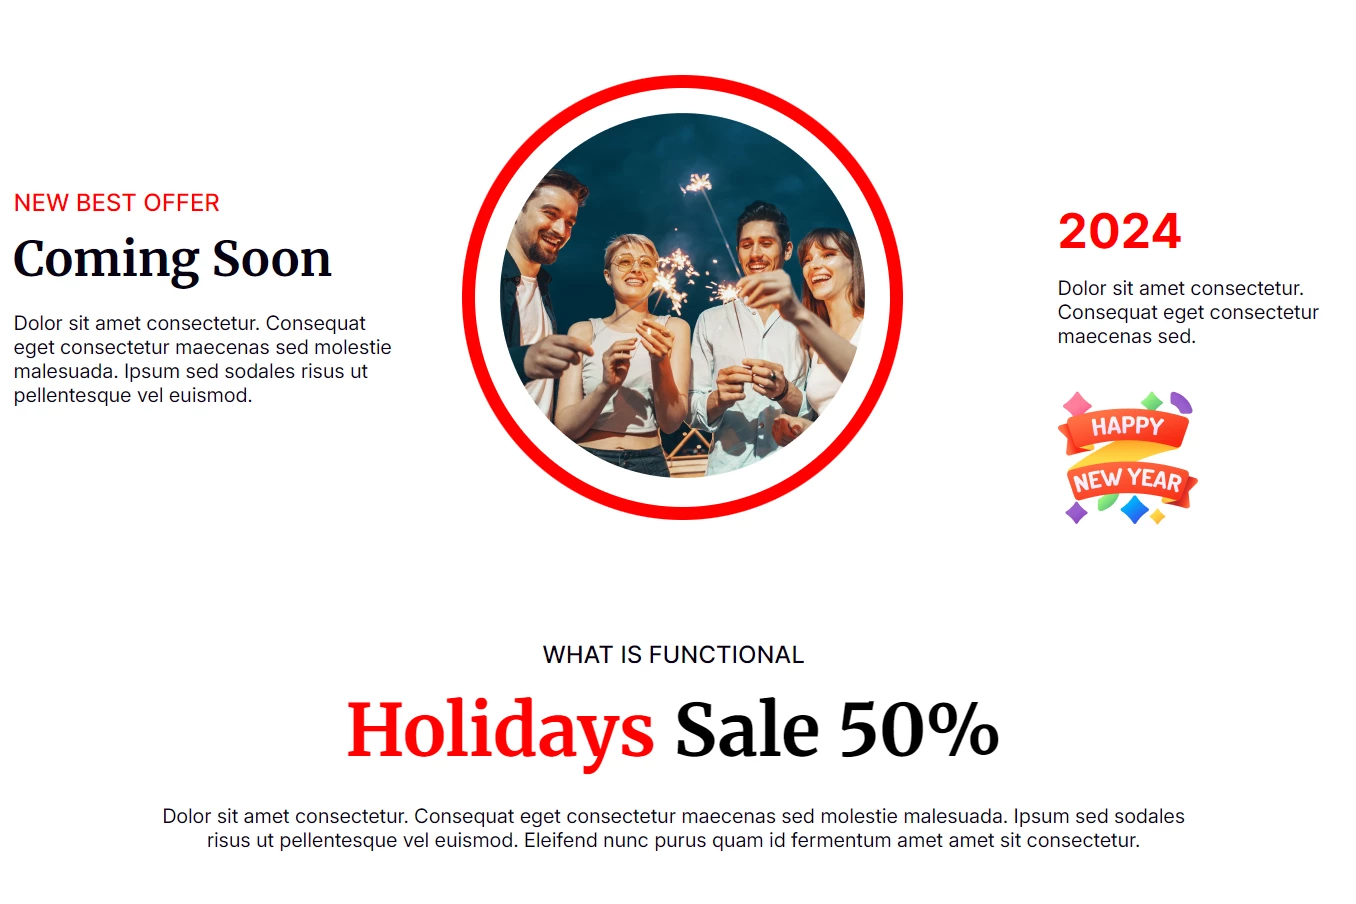 NEW BEST OFFER
Coming Soon
Dolor sit amet consectetur. Consequat
eget consectetur maecenas sed molestie
malesuada. Ipsum sed sodales risus ut
pellentesque vel euismod.
2024
Dolor sit amet consectetur.
Consequat eget consectetur
maecenas sed.
HAPPY
NEW YEAR
WHAT IS FUNCTIONAL
Holidays Sale 50%
Dolor sit amet consectetur. Consequat eget consectetur maecenas sed molestie malesuada. Ipsum sed sodales
risus ut pellentesque vel euismod. Eleifend nunc purus quam id fermentum amet amet sit consectetur.